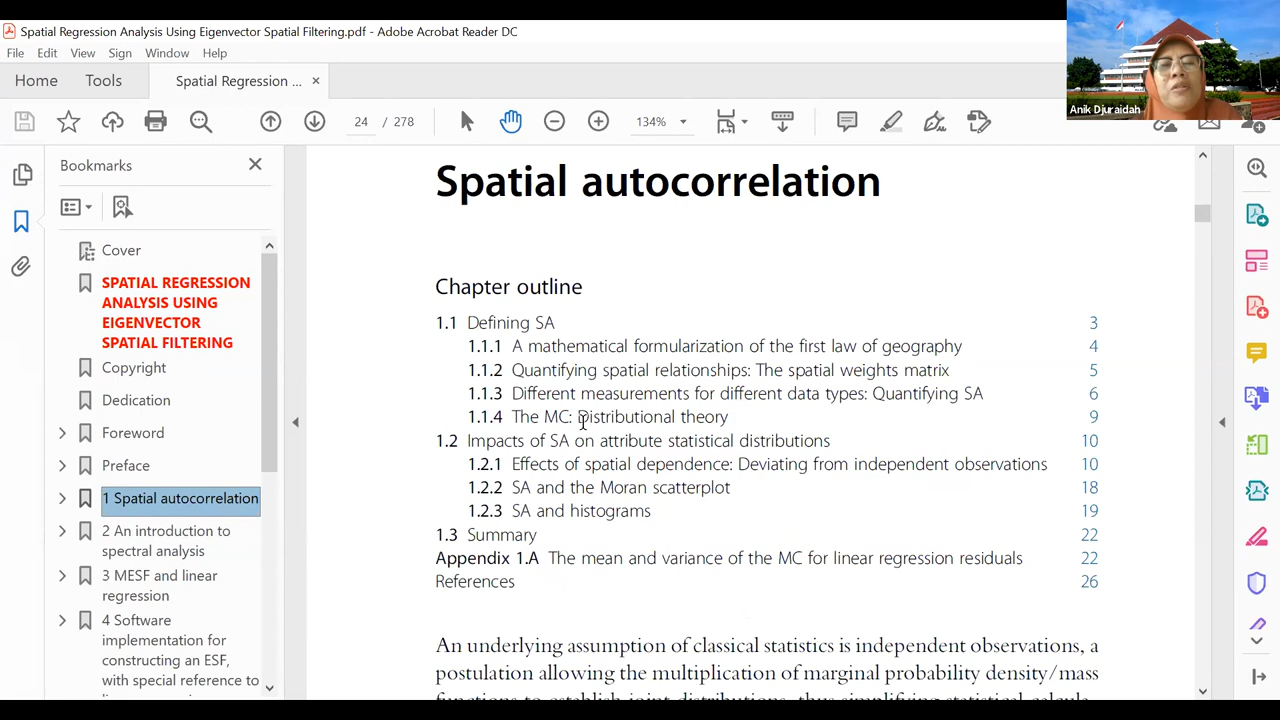 Spatial Regression Analysis Using Eigenvector Spatial Filtering.pdf - Adobe Acrobat Reader DC
File Edit View Sign Window Help
Home Tools Spatial Regression ... ×
24 / 278 134%
Anik Djuraidah
Bookmarks
Cover
SPATIAL REGRESSION
ANALYSIS USING
EIGENVECTOR
SPATIAL FILTERING
Copyright
Dedication
Foreword
Preface
1 Spatial autocorrelation
2 An introduction to
spectral analysis
3 MESF and linear
regression
4 Software
implementation for
constructing an ESF,
with special reference to
Spatial autocorrelation
Chapter outline
1.1 Defining SA 3
1.1.1 A mathematical formularization of the first law of geography 4
1.1.2 Quantifying spatial relationships: The spatial weights matrix 5
1.1.3 Different measurements for different data types: Quantifying SA 6
1.1.4 The MC: Distributional theory 9
1.2 Impacts of SA on attribute statistical distributions 10
1.2.1 Effects of spatial dependence: Deviating from independent observations 10
1.2.2 SA and the Moran scatterplot 18
1.2.3 SA and histograms 19
1.3 Summary 22
Appendix 1.A The mean and variance of the MC for linear regression residuals 22
References 26
An underlying assumption of classical statistics is independent observations, a
postulation allowing the multiplication of marginal probability density/mass
functions to establish joint distributions, thus simplifying statistical calcule-